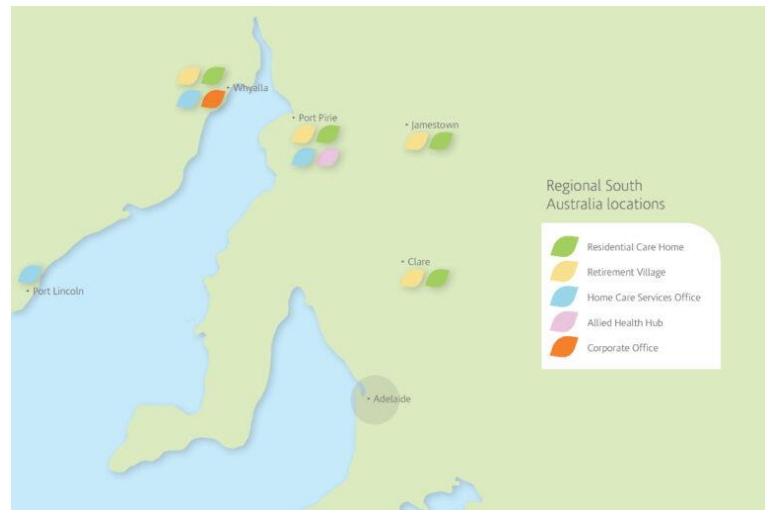 • Whyalla
• Port Pirie
• Jamestown
Regional South
Australia locations
Residential Care Home
Retirement Village
Home Care Services Office
Allied Health Hub
Corporate Office
• Clare
• Port Lincoln
• Adelaide